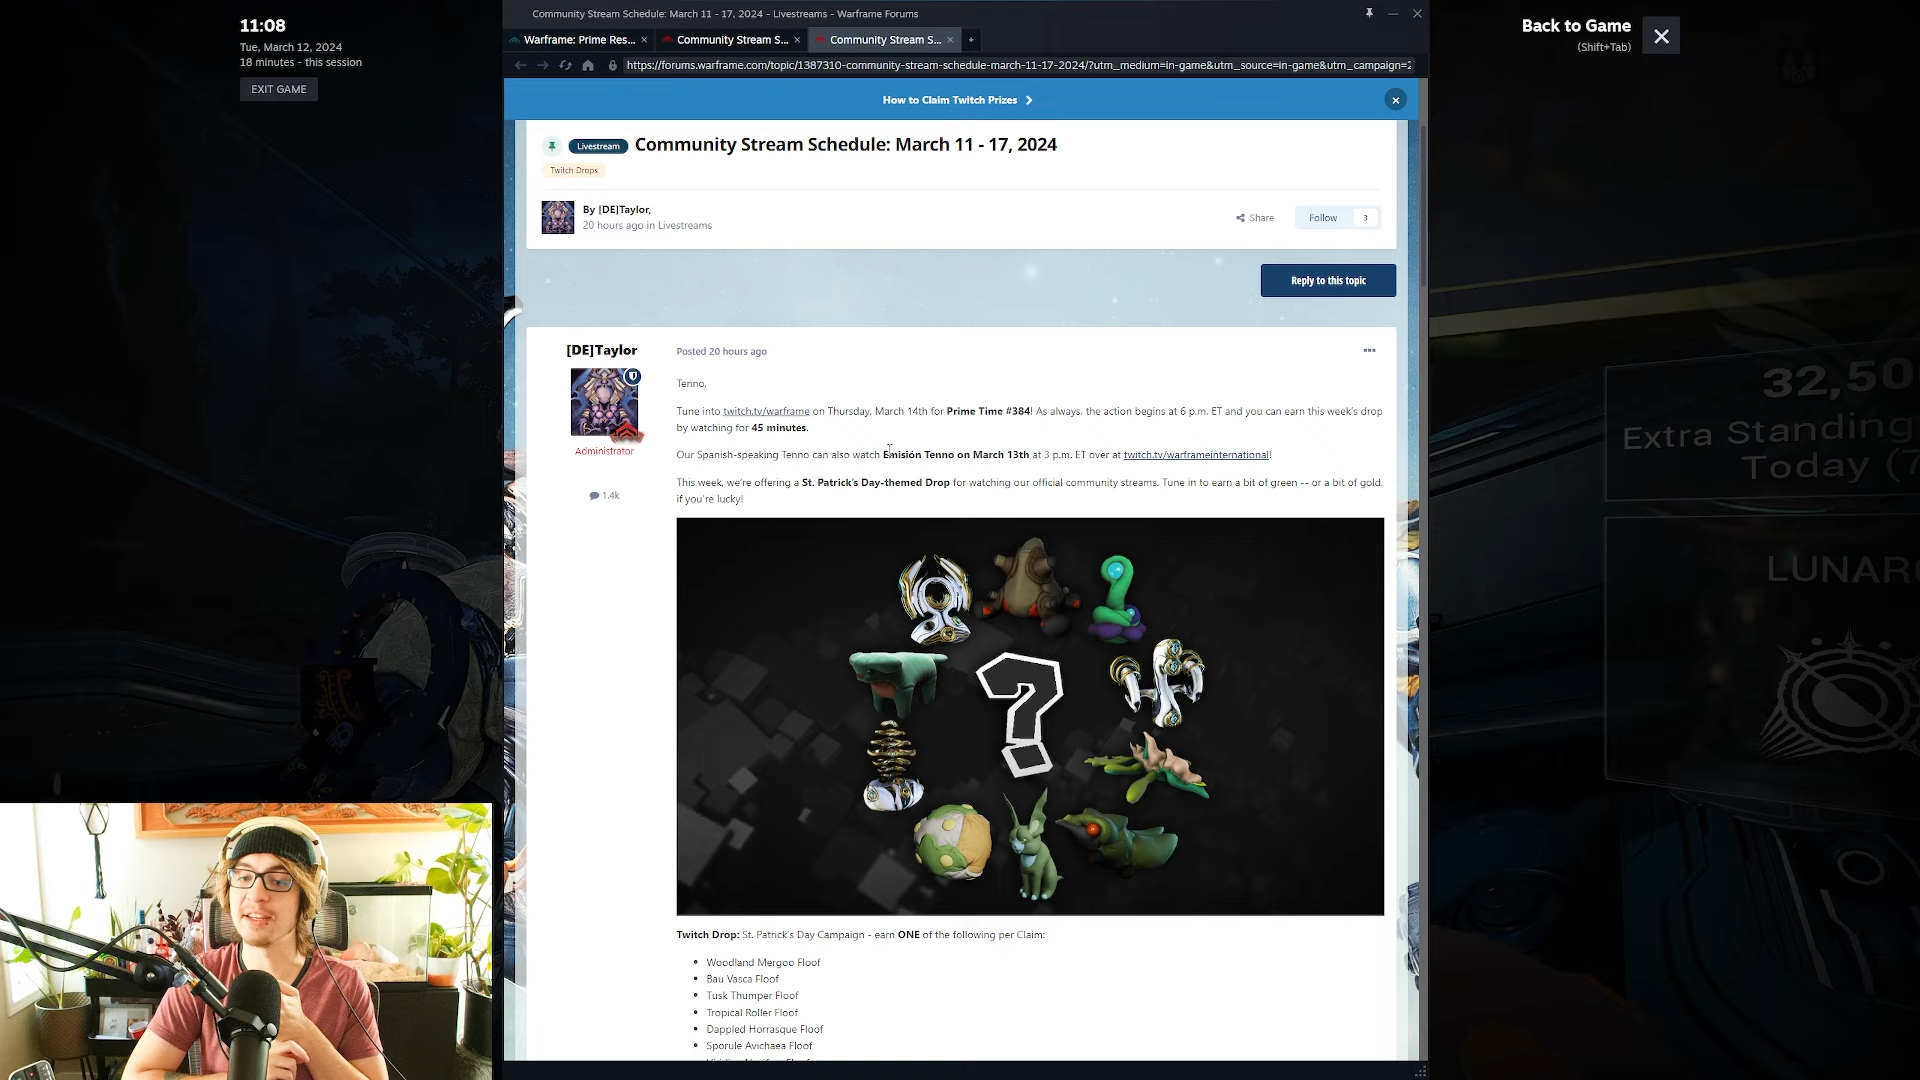 11:08
Tue, March 12, 2024
18 minutes - this session
EXIT GAME
Community Stream Schedule: March 11 - 17, 2024 - Livestreams - Warframe Forums
Warframe: Prime Res...
Community Stream S...
Community Stream S...
https://forums.warframe.com/topic/1387310-community-stream-schedule-march-11-17-2024/?utm_medium=in-game&utm_source=in-game&utm_campaign=2
Back to Game
(Shift+Tab)
How to Claim Twitch Prizes
Livestream
Community Stream Schedule: March 11 - 17, 2024
Twitch Drops
By [DE]Taylor,
20 hours ago in Livestreams
Share
Follow
3
Reply to this topic
[DE]Taylor
Administrator
1.4k
Posted 20 hours ago
Tenno,
Tune into twitch.tv/warframe on Thursday, March 14th for Prime Time #384! As always, the action begins at 6 p.m. ET and you can earn this week's drop
by watching for 45 minutes.
Our Spanish-speaking Tenno can also watch Emisión Tenno on March 13th at 3 p.m. ET over at twitch.tv/warframeinternational!
This week, we're offering a St. Patrick's Day-themed Drop for watching our official community streams. Tune in to earn a bit of green -- or a bit of gold,
if you're lucky!
?
Twitch Drop: St. Patrick's Day Campaign - earn ONE of the following per Claim:
Woodland Mergoo Floof
Bau Vasca Floof
Tusk Thumper Floof
Tropical Roller Floof
Dappled Horrasque Floof
Sporule Avichaea Floof
32,50
Extra Standing
Today (7
LUNAR